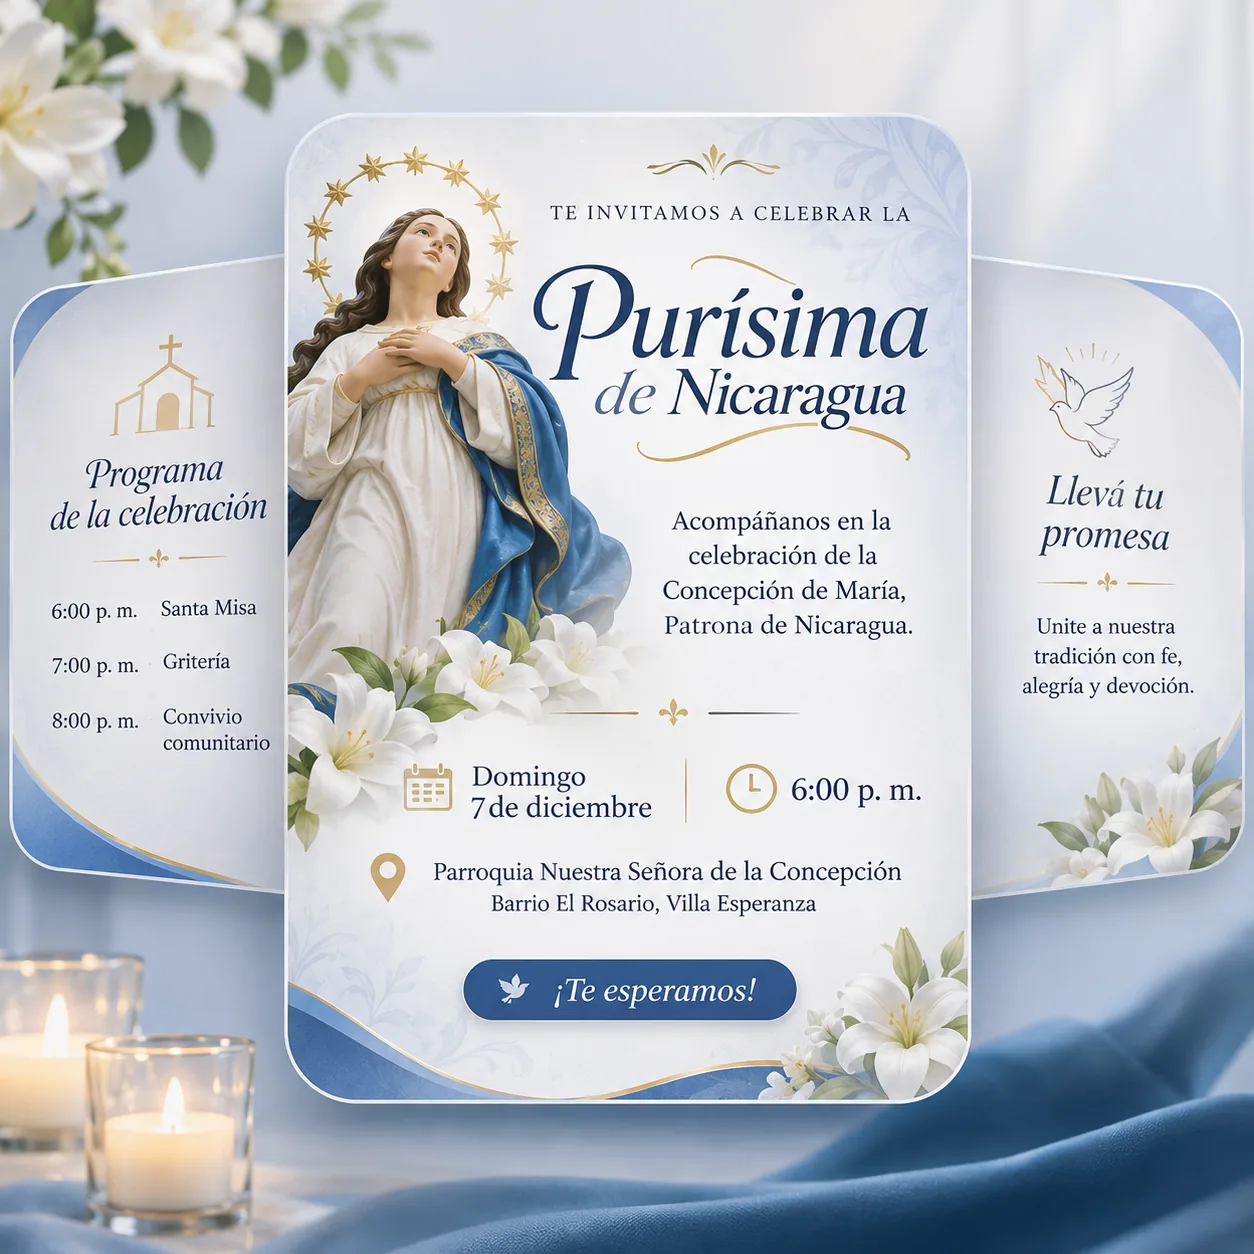 TE INVITAMOS A CELEBRAR LA
Purísima
de Nicaragua
Acompáñanos en la
celebración de la
Concepción de María,
Patrona de Nicaragua.
Domingo
7 de diciembre
6:00 p. m.
Parroquia Nuestra Señora de la Concepción
Barrio El Rosario, Villa Esperanza
¡Te esperamos!
Programa
de la celebración
6:00 p. m. Santa Misa
7:00 p. m. Gritería
8:00 p. m. Convivio
comunitario
Llevá tu
promesa
Unite a nuestra
tradición con fe,
alegría y devoción.